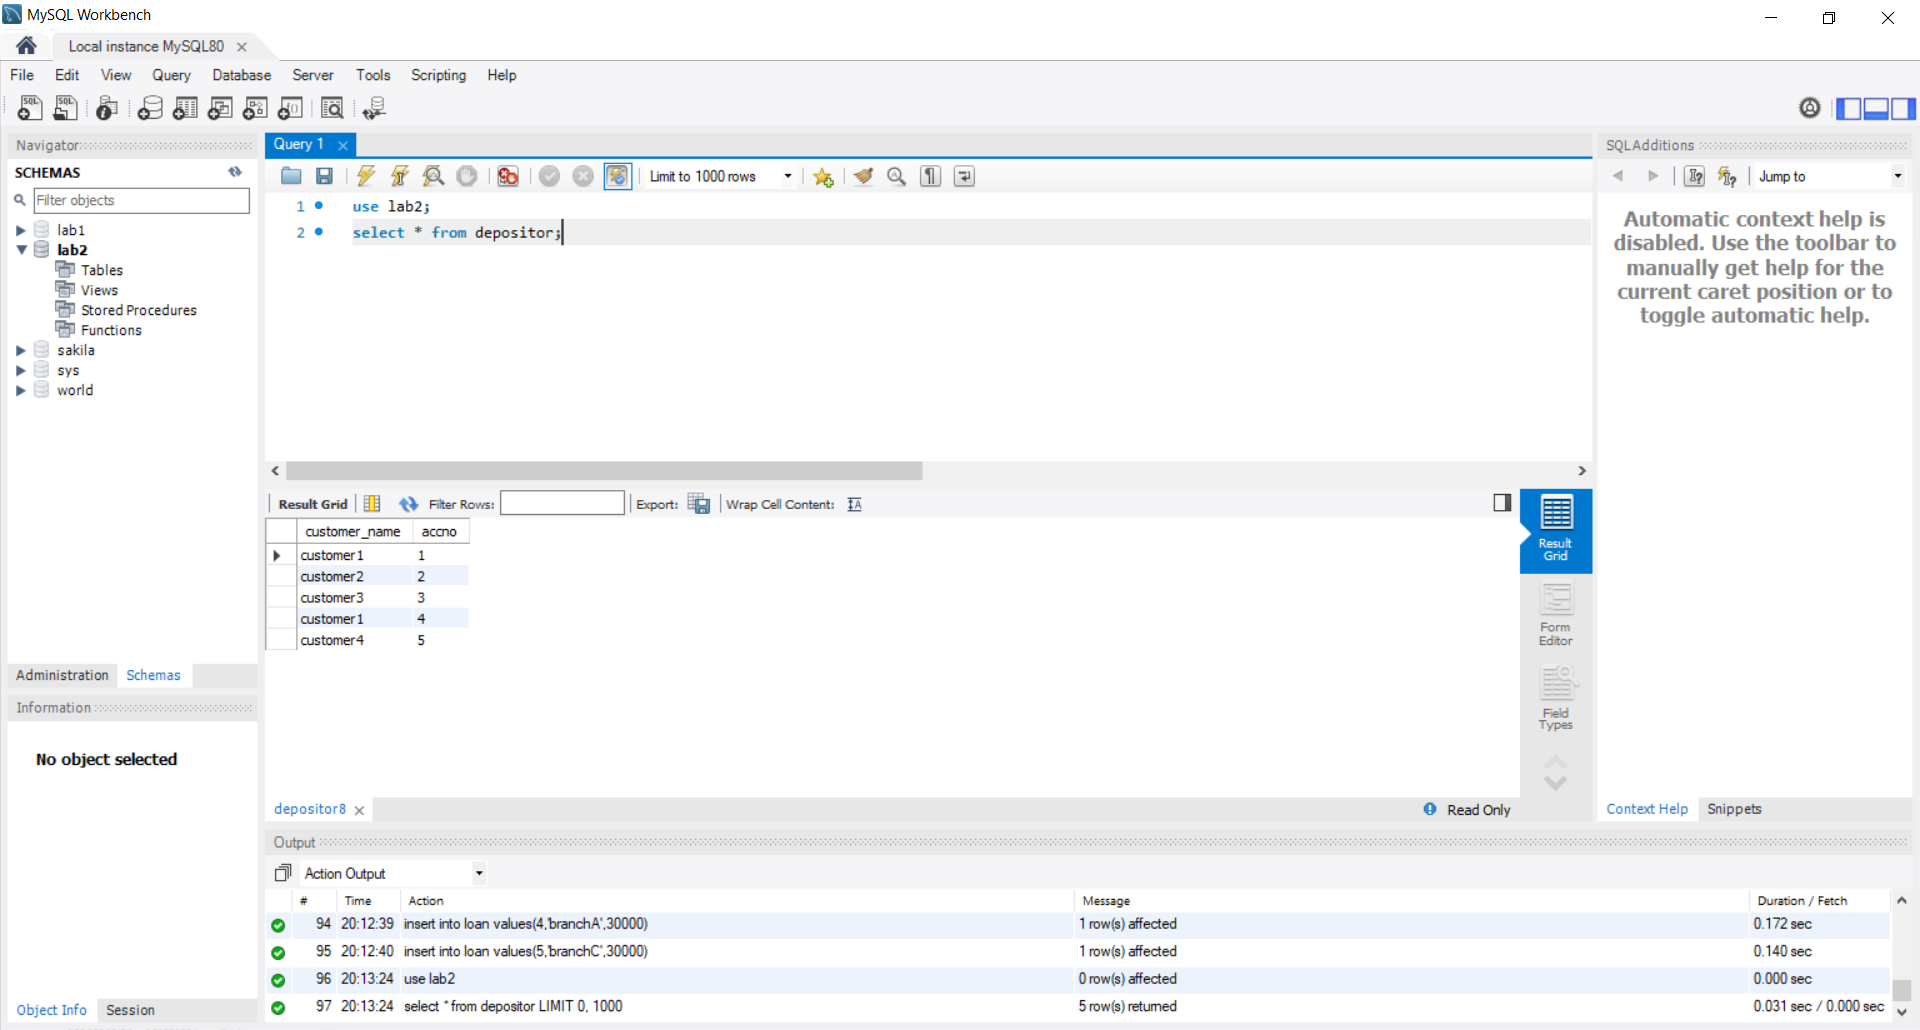 MySQL Workbench
Local instance MySQL80
File Edit View Query Database Server Tools Scripting Help
Navigator
SCHEMAS
Filter objects
lab1
lab2
Tables
Views
Stored Procedures
Functions
sakila
sys
world
Administration Schemas
Information
No object selected
Object Info Session
Query 1
Limit to 1000 rows
1 use lab2;
2 select * from depositor;
Result Grid Filter Rows: Export: Wrap Cell Content:
customer_name accno
customer1 1
customer2 2
customer3 3
customer1 4
customer4 5
Result
Grid
Form
Editor
Field
Types
depositor8
Read Only
SQLAdditions
Jump to
Automatic context help is
disabled. Use the toolbar to
manually get help for the
current caret position or to
toggle automatic help.
Context Help Snippets
Output
Action Output
# Time Action Message Duration / Fetch
94 20:12:39 insert into loan values(4,'branchA',30000) 1 row(s) affected 0.172 sec
95 20:12:40 insert into loan values(5,'branchC',30000) 1 row(s) affected 0.140 sec
96 20:13:24 use lab2 0 row(s) affected 0.000 sec
97 20:13:24 select * from depositor LIMIT 0, 1000 5 row(s) returned 0.031 sec / 0.000 sec